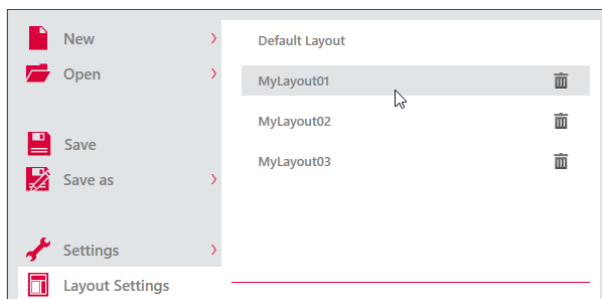 New
Open
Save
Save as
Settings
Layout Settings
Default Layout
MyLayout01
MyLayout02
MyLayout03